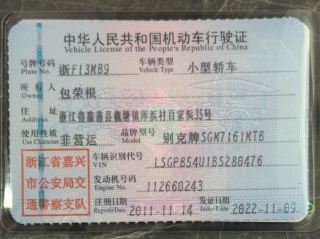 中华人民共和国机动车行驶证
Vehicle License of the People's Republic of China
号牌号码 浙F13MB9 车辆类型 小型轿车
Plate No. Vehicle Type
所有人 包荣根
Owner
住址 浙江省嘉善县魏塘镇库浜村百家浜35号
Address
使用性质 非营运 品牌型号 别克牌SGM7161MTB
Use Character Model
浙江省嘉兴
市公安局交
通警察支队
车辆识别代号 LSGPB54U1BS280476
VIN
发动机号码 112660243
Engine No.
注册日期 2011-11-14 发证日期 2022-11-09
Register Date Issue Date